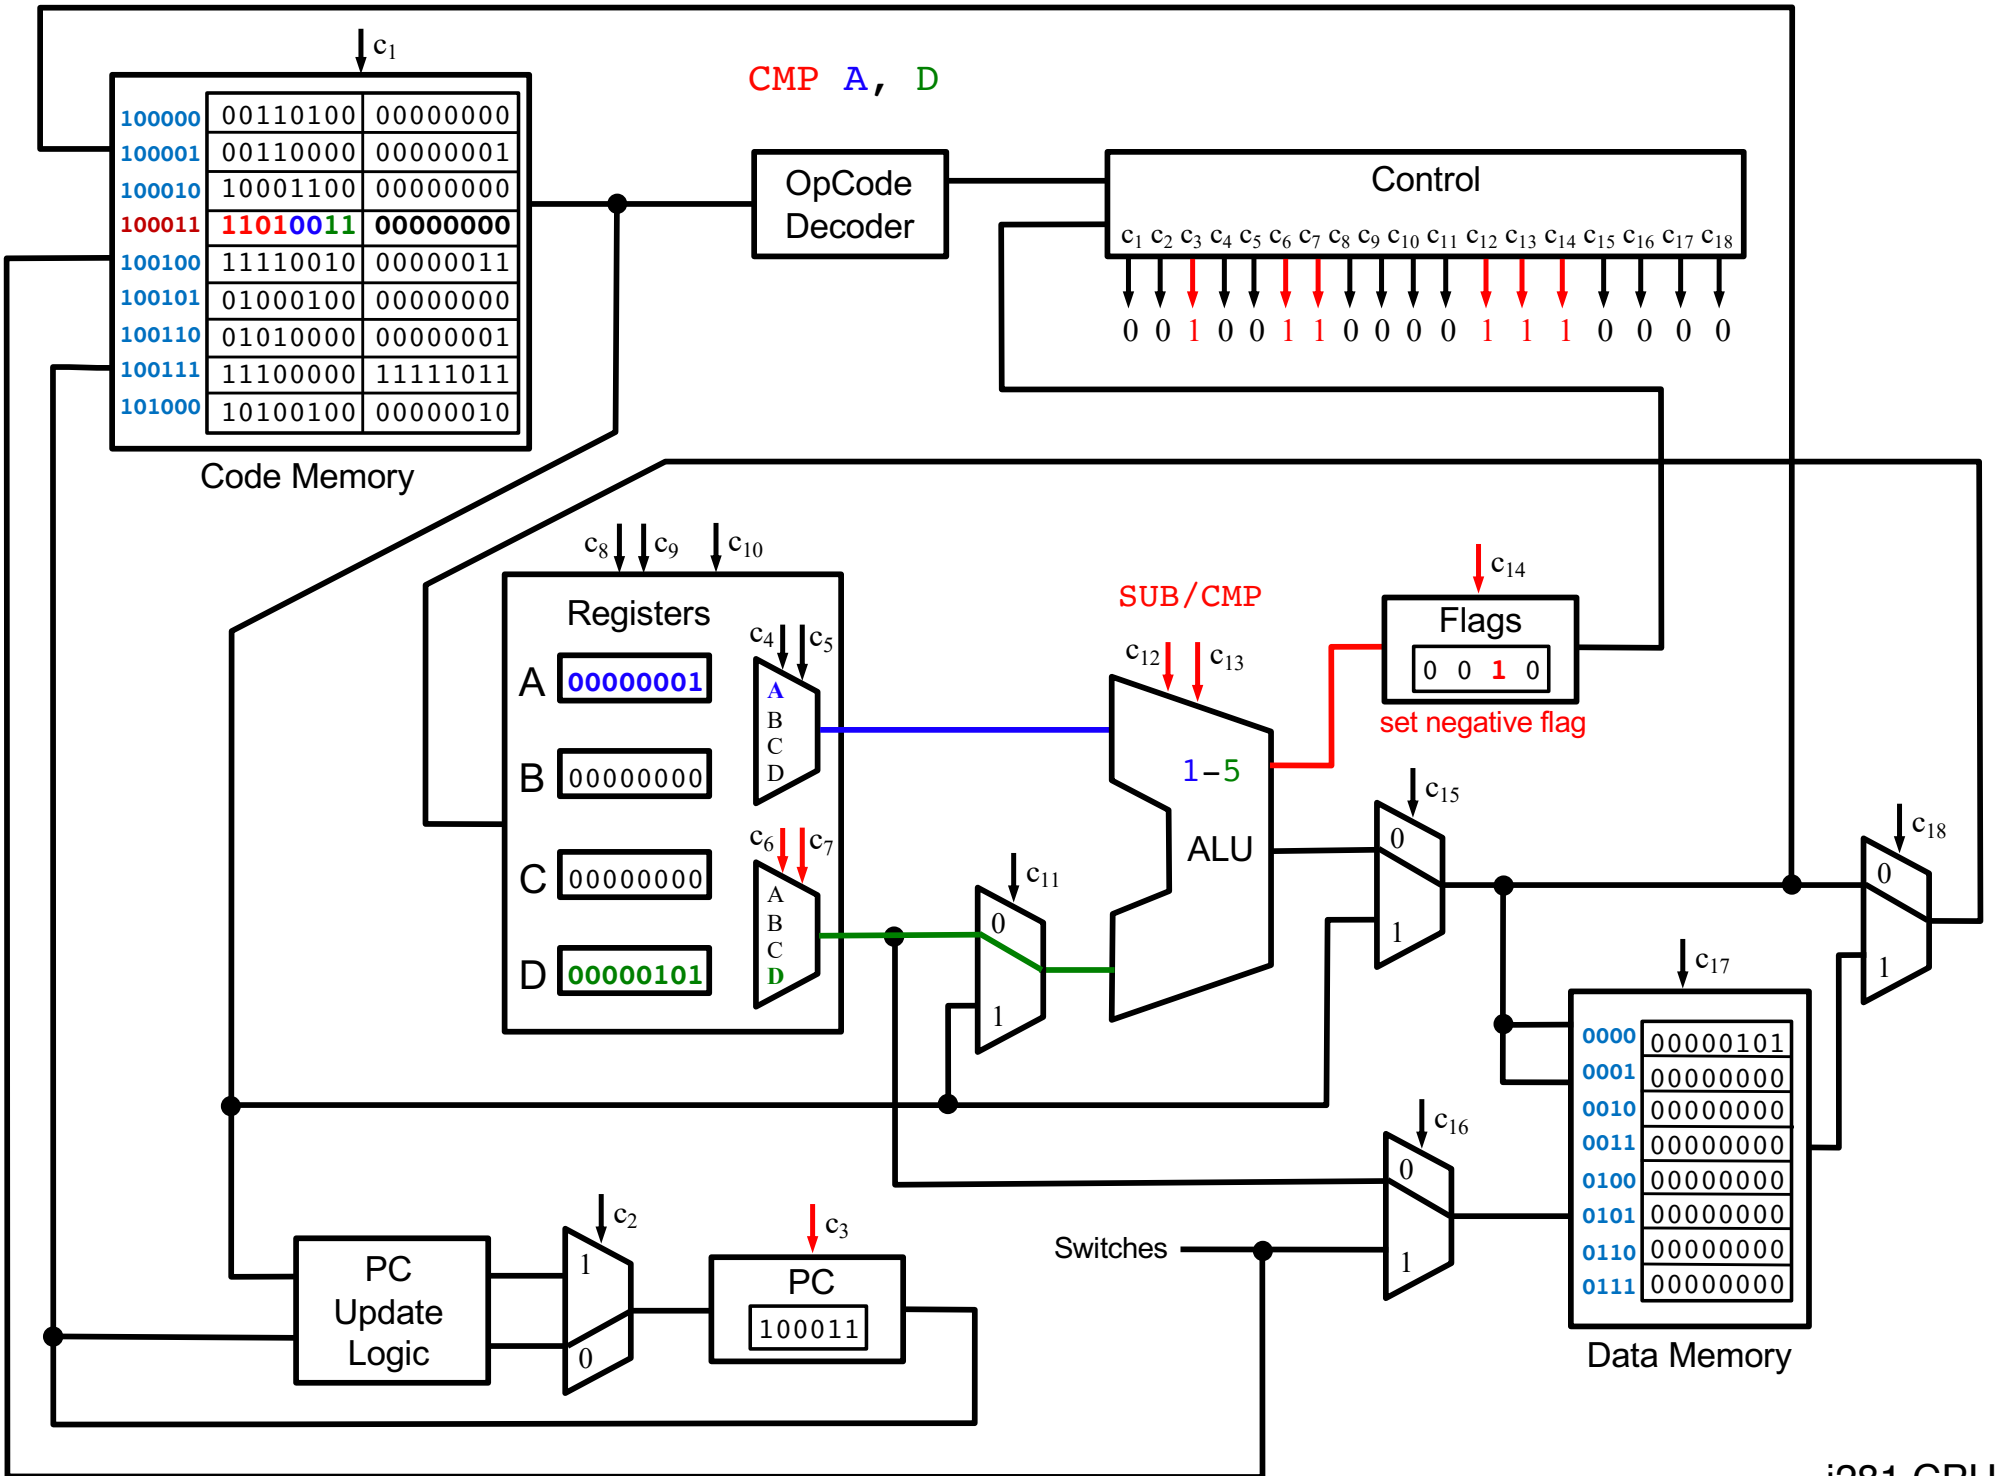 c1
CMP A, D
100000 00110100 00000000
100001 00110000 00000001
100010 10001100 00000000
100011 11010011 00000000
100100 11110010 00000011
100101 01000100 00000000
100110 01010000 00000001
100111 11100000 11111011
101000 10100100 00000010
Code Memory
OpCode
Decoder
Control
c1 c2 c3 c4 c5 c6 c7 c8 c9 c10 c11 c12 c13 c14 c15 c16 c17 c18
0 0 1 0 0 1 1 0 0 0 0 1 1 1 0 0 0 0
c8 c9 c10
Registers
c4 c5
A 00000001
B 00000000
C 00000000
D 00000101
A
B
C
D
c6 c7
A
B
C
D
c11
0
1
SUB/CMP
c12 c13
1-5
ALU
c14
Flags
0 0 1 0
set negative flag
c15
0
1
c18
0
1
c17
0000 00000101
0001 00000000
0010 00000000
0011 00000000
0100 00000000
0101 00000000
0110 00000000
0111 00000000
Data Memory
c16
0
1
Switches
PC
Update
Logic
c2
1
0
c3
PC
100011
i281 CPU